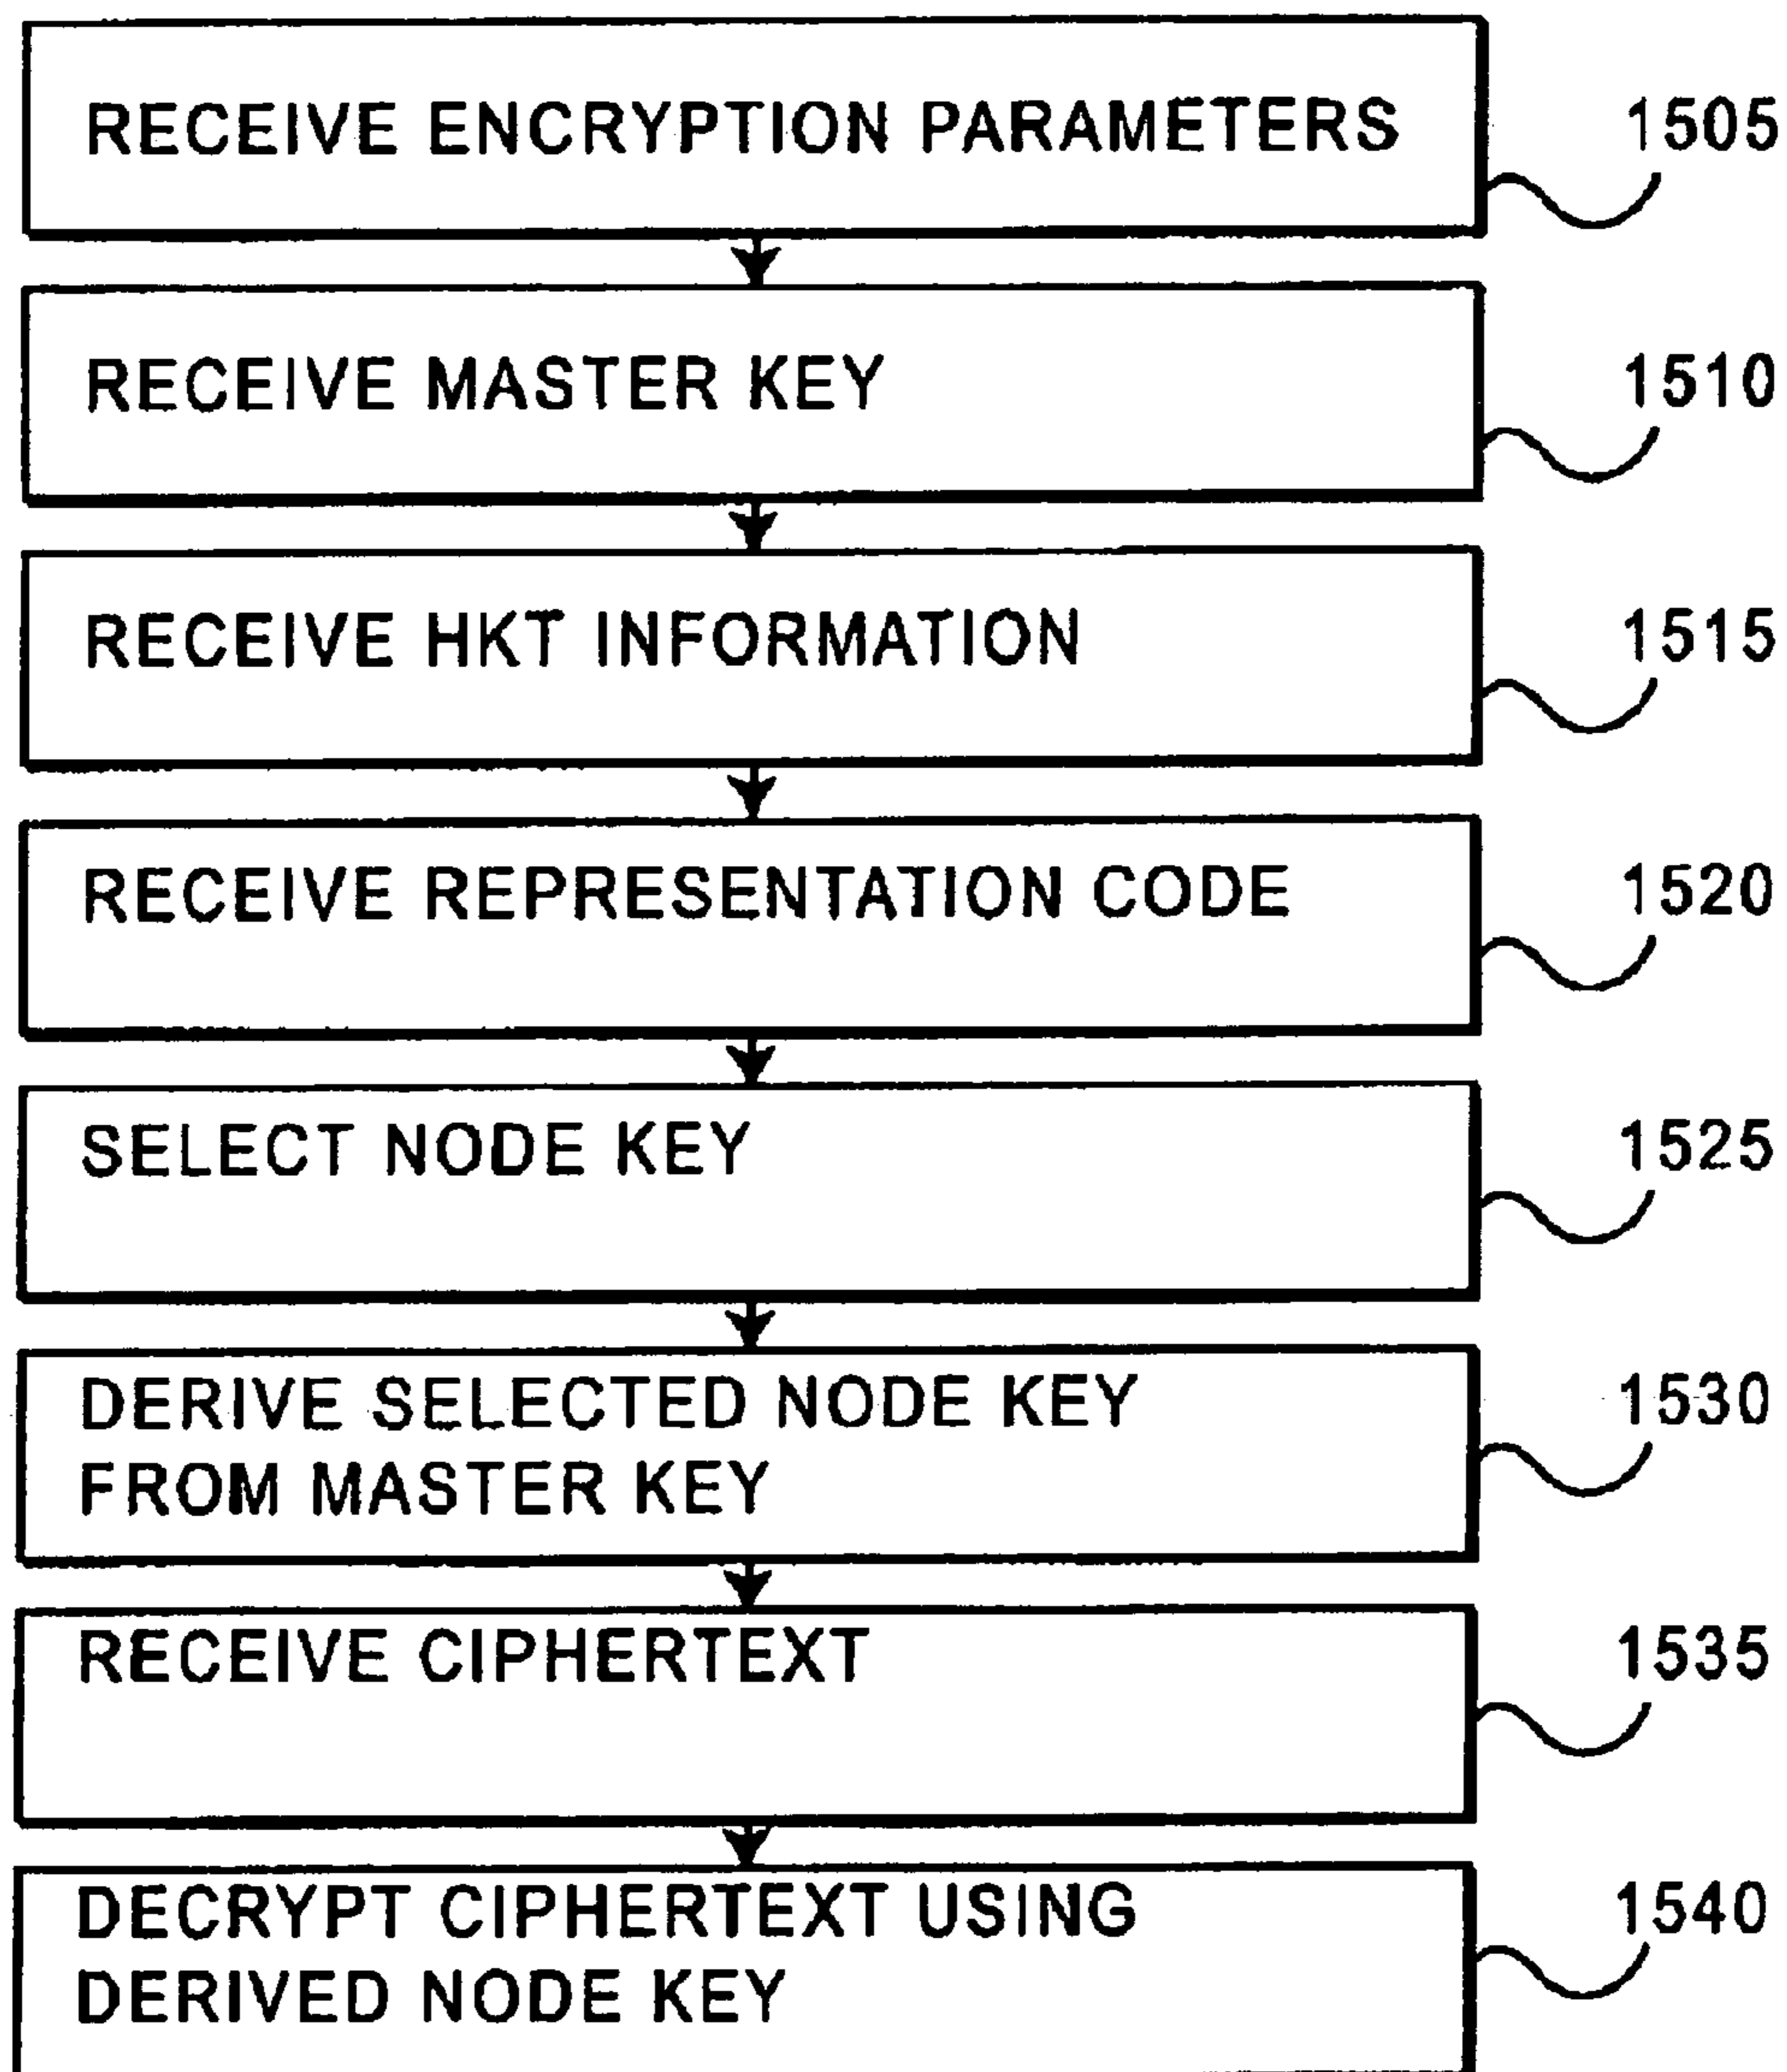 RECEIVE ENCRYPTION PARAMETERS 1505
RECEIVE MASTER KEY 1510
RECEIVE HKT INFORMATION 1515
RECEIVE REPRESENTATION CODE 1520
SELECT NODE KEY 1525
DERIVE SELECTED NODE KEY 1530
FROM MASTER KEY
RECEIVE CIPHERTEXT 1535
DECRYPT CIPHERTEXT USING 1540
DERIVED NODE KEY